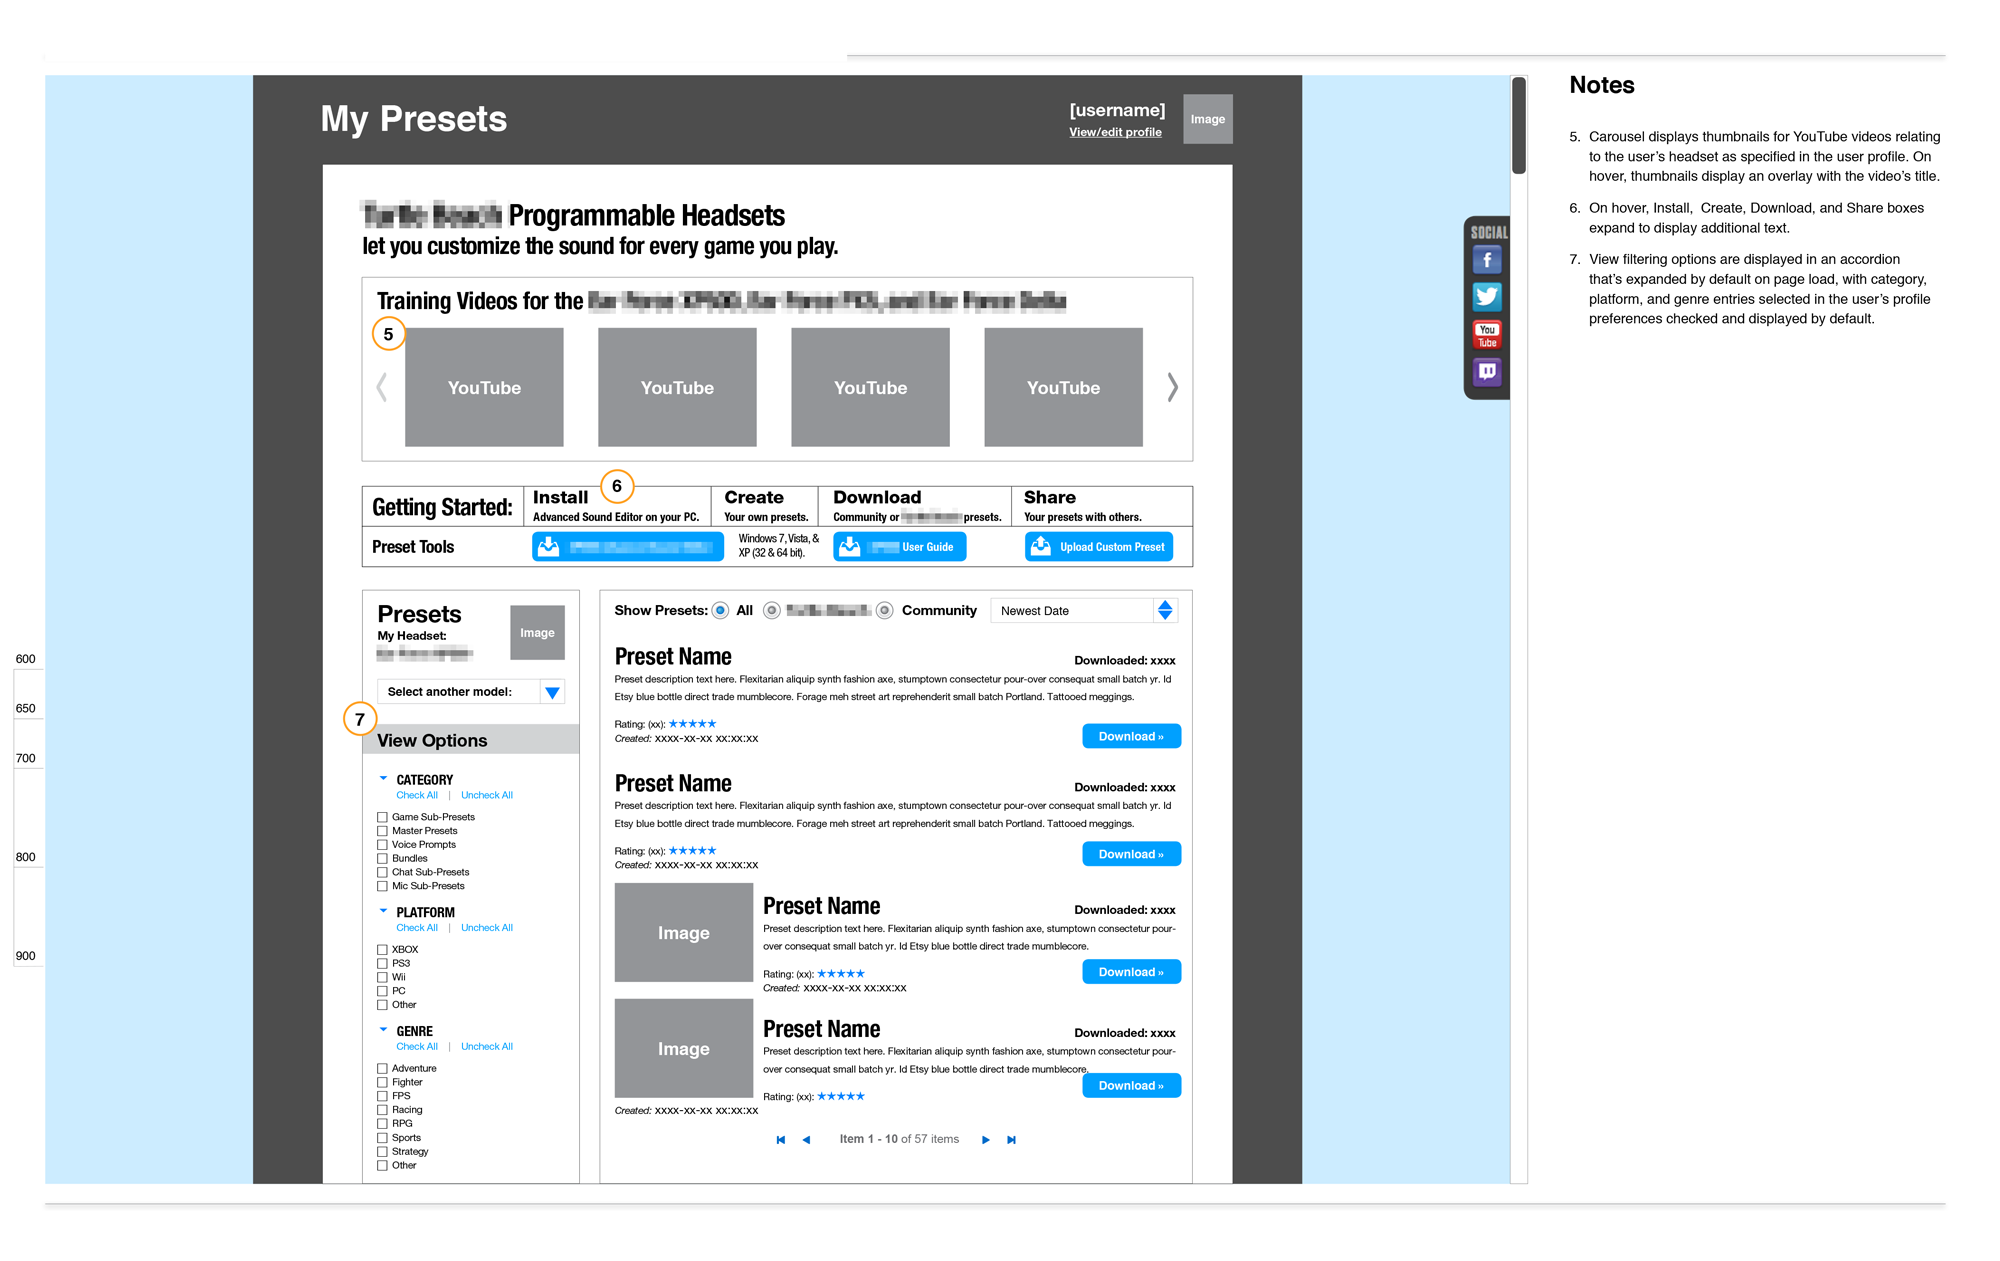 My Presets
[username]
View/edit profile
Image
Programmable Headsets
let you customize the sound for every game you play.
Training Videos for the
5
YouTube
YouTube
YouTube
YouTube
Getting Started:
Install
6
Advanced Sound Editor on your PC.
Create
Your own presets.
Download
Community or presets.
Share
Your presets with others.
Preset Tools
Windows 7, Vista, &
XP (32 & 64 bit).
User Guide
Upload Custom Preset
Presets
My Headset:
Image
Select another model:
7
View Options
CATEGORY
Check All | Uncheck All
Game Sub-Presets
Master Presets
Voice Prompts
Bundles
Chat Sub-Presets
Mic Sub-Presets
PLATFORM
Check All | Uncheck All
XBOX
PS3
Wii
PC
Other
GENRE
Check All | Uncheck All
Adventure
Fighter
FPS
Racing
RPG
Sports
Strategy
Other
Show Presets: All Community
Newest Date
Preset Name
Downloaded: xxxx
Preset description text here. Flexitarian aliquip synth fashion axe, stumptown consectetur pour-over consequat small batch yr. Id
Etsy blue bottle direct trade mumblecore. Forage meh street art reprehenderit small batch Portland. Tattooed meggings.
Rating: (xx): ★★★★★
Created: xxxx-xx-xx xx:xx:xx
Download »
Preset Name
Downloaded: xxxx
Preset description text here. Flexitarian aliquip synth fashion axe, stumptown consectetur pour-over consequat small batch yr. Id
Etsy blue bottle direct trade mumblecore. Forage meh street art reprehenderit small batch Portland. Tattooed meggings.
Rating: (xx): ★★★★★
Created: xxxx-xx-xx xx:xx:xx
Download »
Image
Preset Name
Downloaded: xxxx
Preset description text here. Flexitarian aliquip synth fashion axe, stumptown consectetur pour-
over consequat small batch yr. Id Etsy blue bottle direct trade mumblecore.
Rating: (xx): ★★★★★
Created: xxxx-xx-xx xx:xx:xx
Download »
Image
Preset Name
Downloaded: xxxx
Preset description text here. Flexitarian aliquip synth fashion axe, stumptown consectetur pour-
over consequat small batch yr. Id Etsy blue bottle direct trade mumblecore.
Download »
Rating: (xx): ★★★★★
Created: xxxx-xx-xx xx:xx:xx
Item 1 - 10 of 57 items
600
650
700
800
900
SOCIAL
f
You
Tube
Notes
5. Carousel displays thumbnails for YouTube videos relating
to the user's headset as specified in the user profile. On
hover, thumbnails display an overlay with the video's title.
6. On hover, Install, Create, Download, and Share boxes
expand to display additional text.
7. View filtering options are displayed in an accordion
that's expanded by default on page load, with category,
platform, and genre entries selected in the user's profile
preferences checked and displayed by default.